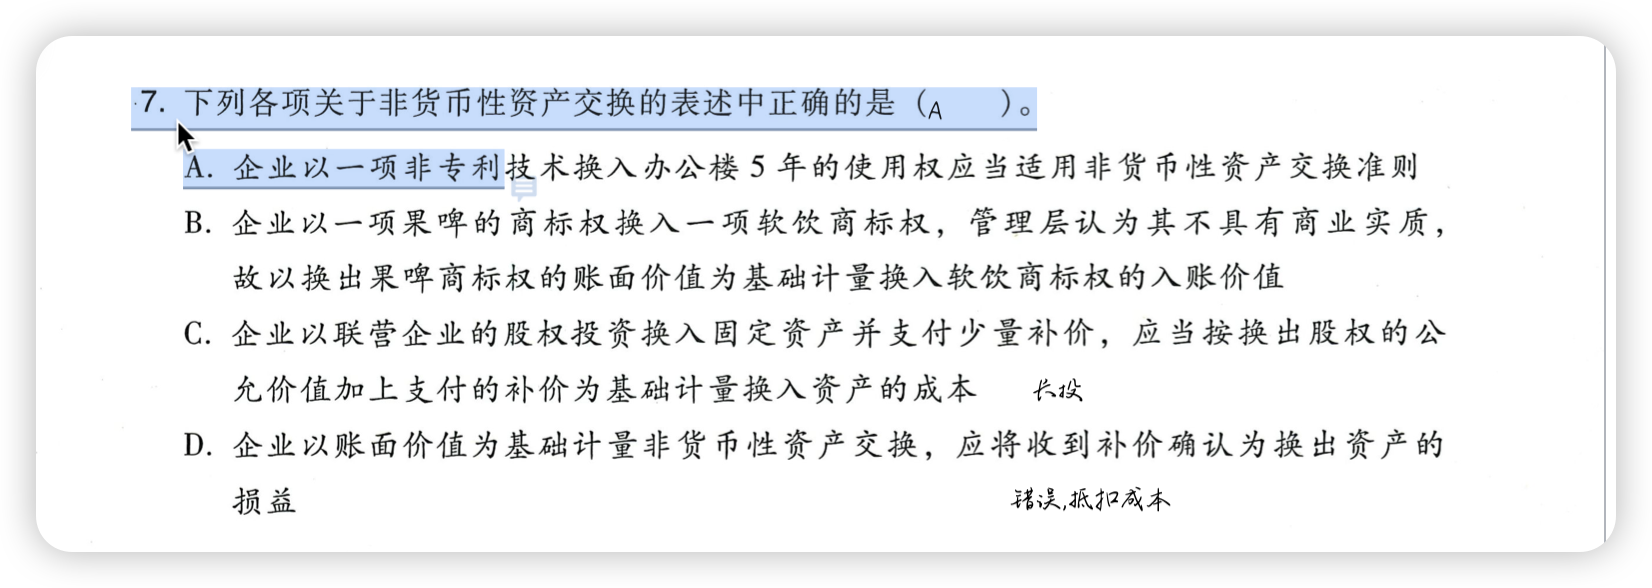 7. 下列各项关于非货币性资产交换的表述中正确的是（A　）。
A. 企业以一项非专利技术换入办公楼 5 年的使用权应当适用非货币性资产交换准则
B. 企业以一项果啤的商标权换入一项软饮商标权，管理层认为其不具有商业实质，
故以换出果啤商标权的账面价值为基础计量换入软饮商标权的入账价值
C. 企业以联营企业的股权投资换入固定资产并支付少量补价，应当按换出股权的公
允价值加上支付的补价为基础计量换入资产的成本 长投
D. 企业以账面价值为基础计量非货币性资产交换，应将收到补价确认为换出资产的
损益 错误,抵扣成本